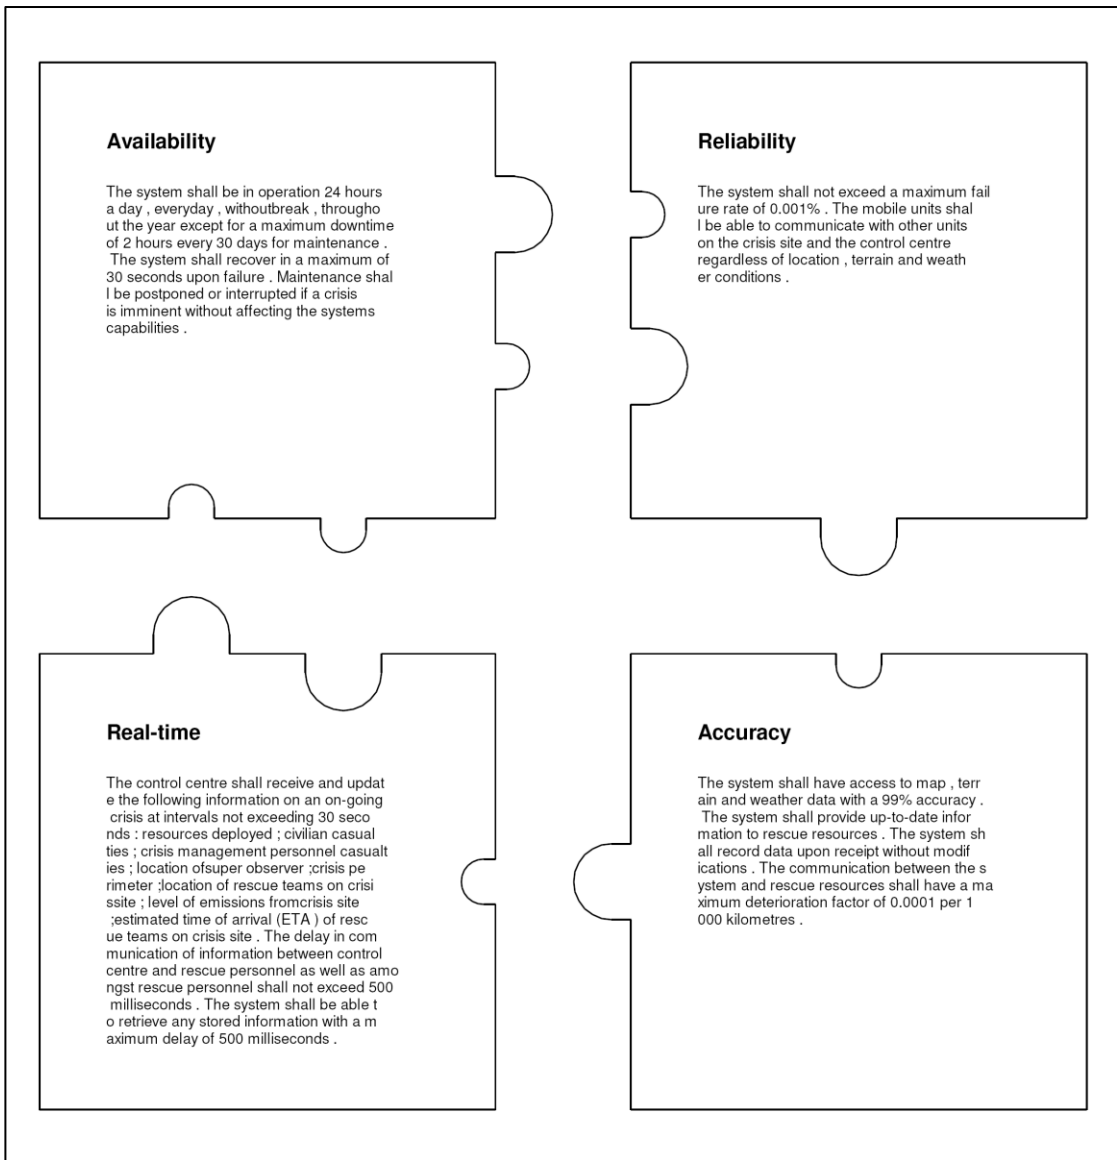 Availability
The system shall be in operation 24 hours
a day , everyday , withoutbreak , througho
ut the year except for a maximum downtime
of 2 hours every 30 days for maintenance .
The system shall recover in a maximum of
30 seconds upon failure . Maintenance shal
l be postponed or interrupted if a crisis
is imminent without affecting the systems
capabilities .
Reliability
The system shall not exceed a maximum fail
ure rate of 0.001% . The mobile units shal
l be able to communicate with other units
on the crisis site and the control centre
regardless of location , terrain and weath
er conditions .
Real-time
The control centre shall receive and updat
e the following information on an on-going
crisis at intervals not exceeding 30 seco
nds : resources deployed ; civilian casual
ties ; crisis management personnel casualt
ies ; location ofsuper observer ;crisis pe
rimeter ;location of rescue teams on crisi
ssite ; level of emissions fromcrisis site
;estimated time of arrival (ETA ) of resc
ue teams on crisis site . The delay in com
munication of information between control
centre and rescue personnel as well as amo
ngst rescue personnel shall not exceed 500
milliseconds . The system shall be able t
o retrieve any stored information with a m
aximum delay of 500 milliseconds .
Accuracy
The system shall have access to map , terr
ain and weather data with a 99% accuracy .
The system shall provide up-to-date infor
mation to rescue resources . The system sh
all record data upon receipt without modif
ications . The communication between the s
ystem and rescue resources shall have a ma
ximum deterioration factor of 0.0001 per 1
000 kilometres .